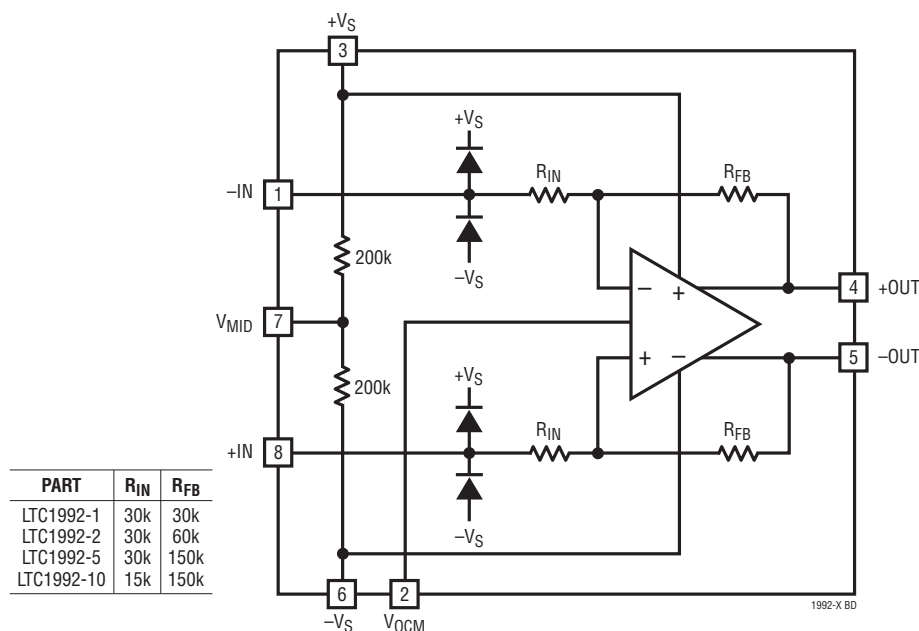 +VS
3
+VS
–IN
1
RIN
RFB
–VS
200k
– +
4
+OUT
VMID
7
+ –
5
–OUT
200k
+VS
RIN
RFB
+IN
8
–VS
PART RIN RFB
LTC1992-1 30k 30k
LTC1992-2 30k 60k
LTC1992-5 30k 150k
LTC1992-10 15k 150k
6
2
1992-X BD
–VS
VOCM